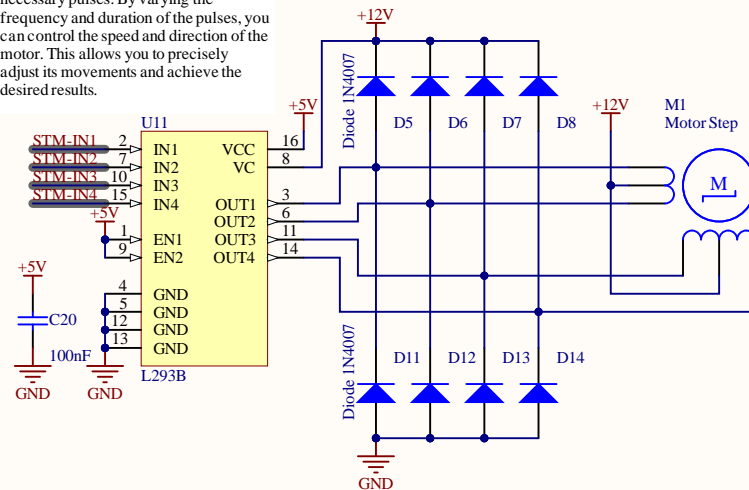 necessary pulses. By varying the
frequency and duration of the pulses, you
can control the speed and direction of the
motor. This allows you to precisely
adjust its movements and achieve the
desired results.
+12V
Diode 1N4007
D5
D6
D7
D8
+12V
M1
Motor Step
M
U11
+5V
STM-IN1
2
IN1
VCC
16
STM-IN2
7
IN2
VC
8
STM-IN3
10
IN3
STM-IN4
15
IN4
OUT1
3
OUT2
6
+5V
1
EN1
OUT3
11
9
EN2
OUT4
14
+5V
4
GND
5
GND
12
GND
13
GND
C20
100nF
GND
GND
L293B
Diode 1N4007
D11
D12
D13
D14
GND